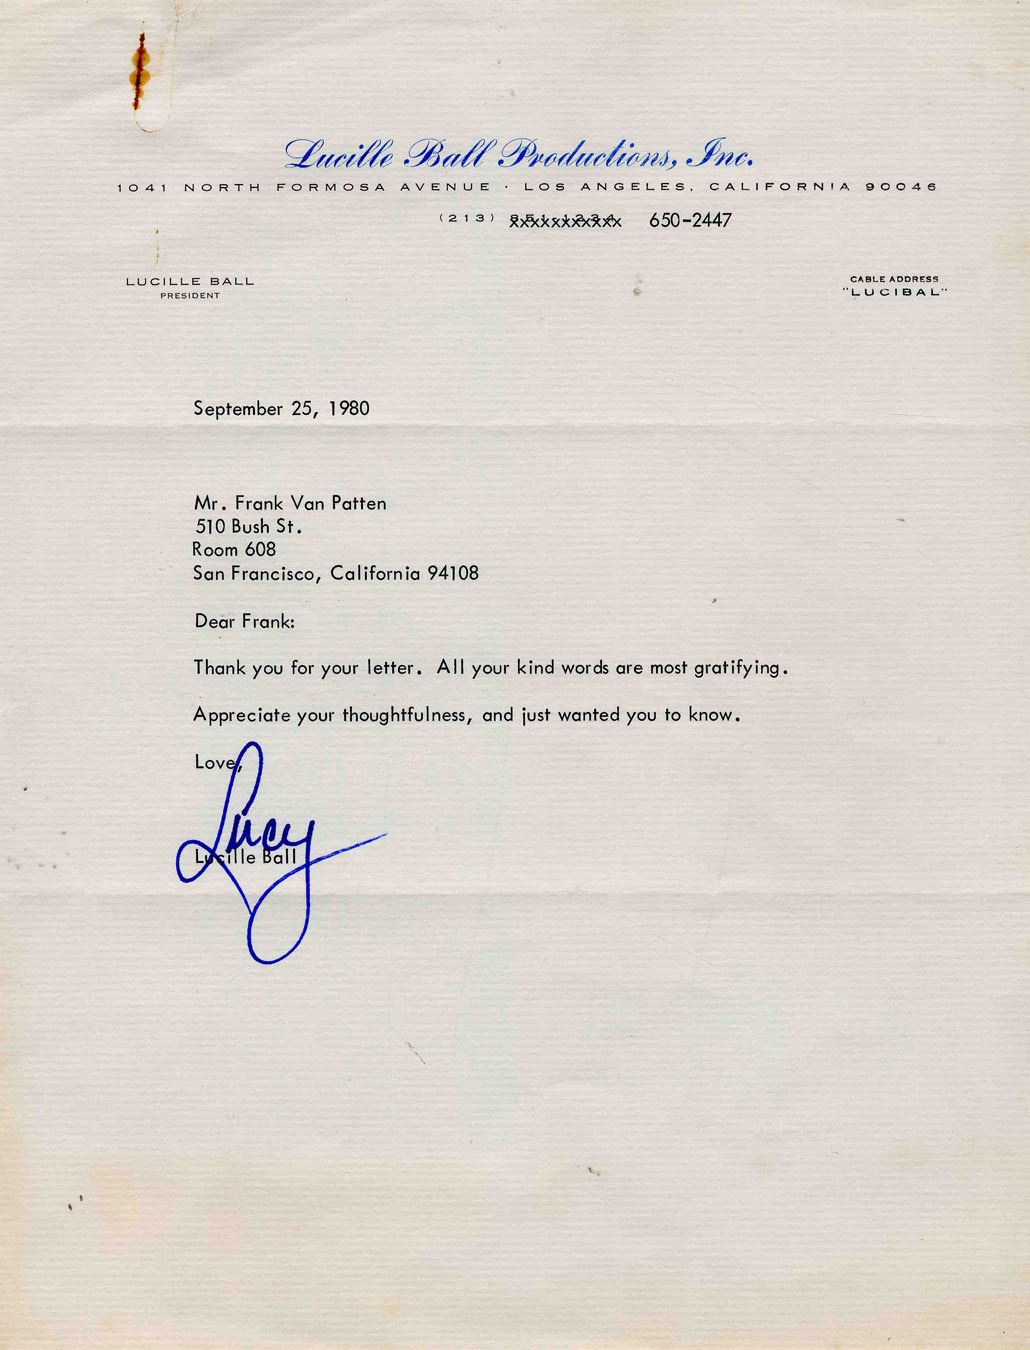 Lucille Ball Productions, Inc.
1041 NORTH FORMOSA AVENUE · LOS ANGELES, CALIFORNIA 90046
(213) xxxxxxxxxxx 650-2447
LUCILLE BALL
PRESIDENT
CABLE ADDRESS
"LUCIBAL"
September 25, 1980
Mr. Frank Van Patten
510 Bush St.
Room 608
San Francisco, California 94108
Dear Frank:
Thank you for your letter. All your kind words are most gratifying.
Appreciate your thoughtfulness, and just wanted you to know.
Love,
Lucy
Lucille Ball